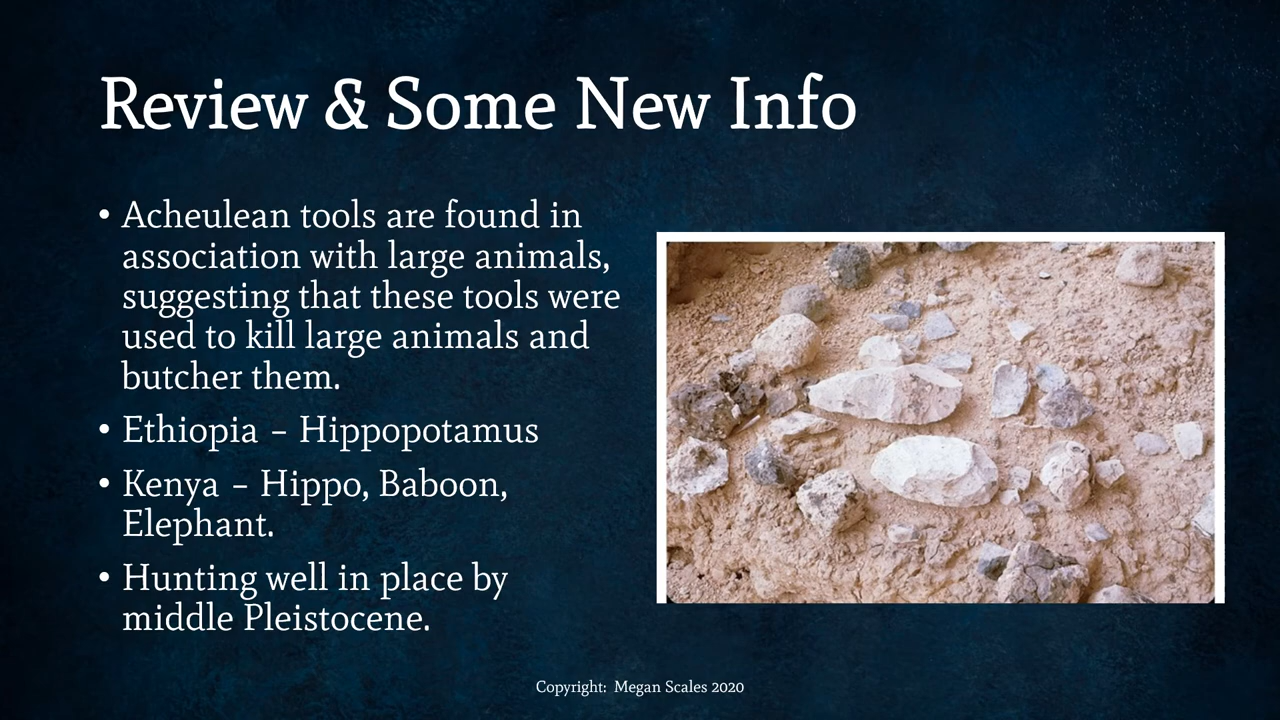 Review & Some New Info
• Acheulean tools are found in
association with large animals,
suggesting that these tools were
used to kill large animals and
butcher them.
• Ethiopia – Hippopotamus
• Kenya – Hippo, Baboon,
Elephant.
• Hunting well in place by
middle Pleistocene.
Copyright: Megan Scales 2020